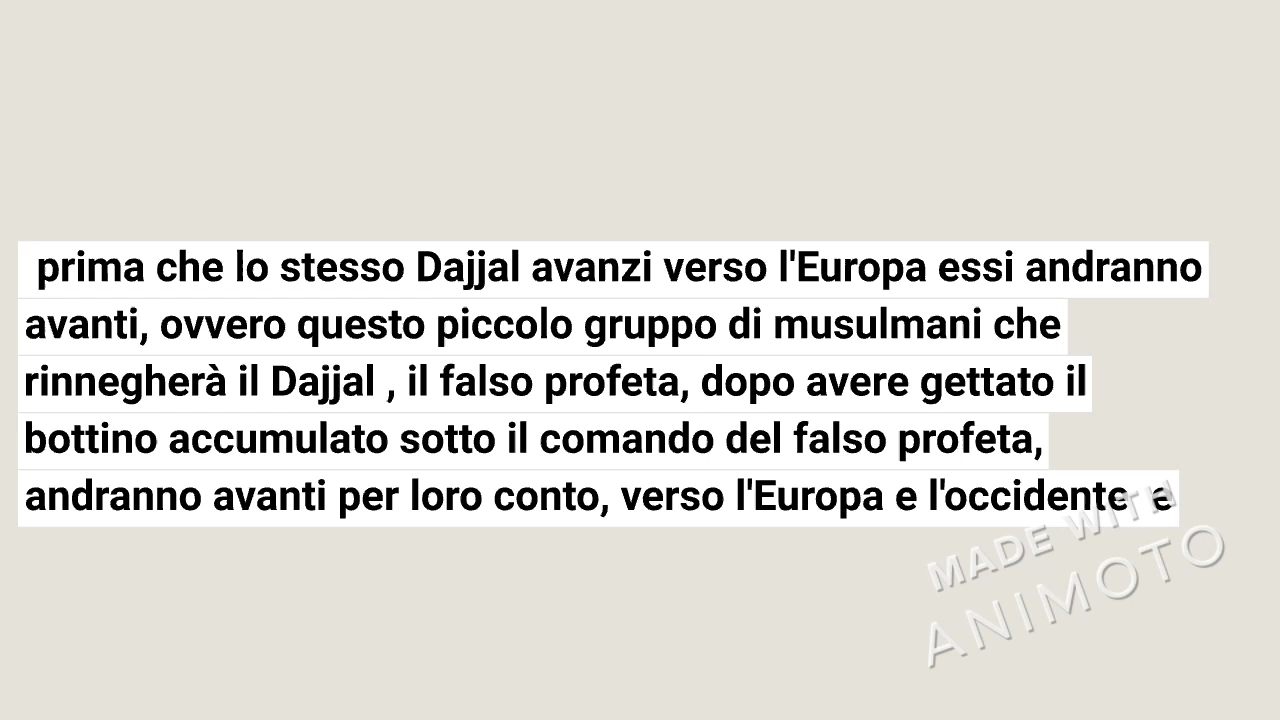 prima che lo stesso Dajjal avanzi verso l'Europa essi andranno
avanti, ovvero questo piccolo gruppo di musulmani che
rinnegherà il Dajjal , il falso profeta, dopo avere gettato il
bottino accumulato sotto il comando del falso profeta,
andranno avanti per loro conto, verso l'Europa e l'occidente e
MADE WITH
ANIMOTO